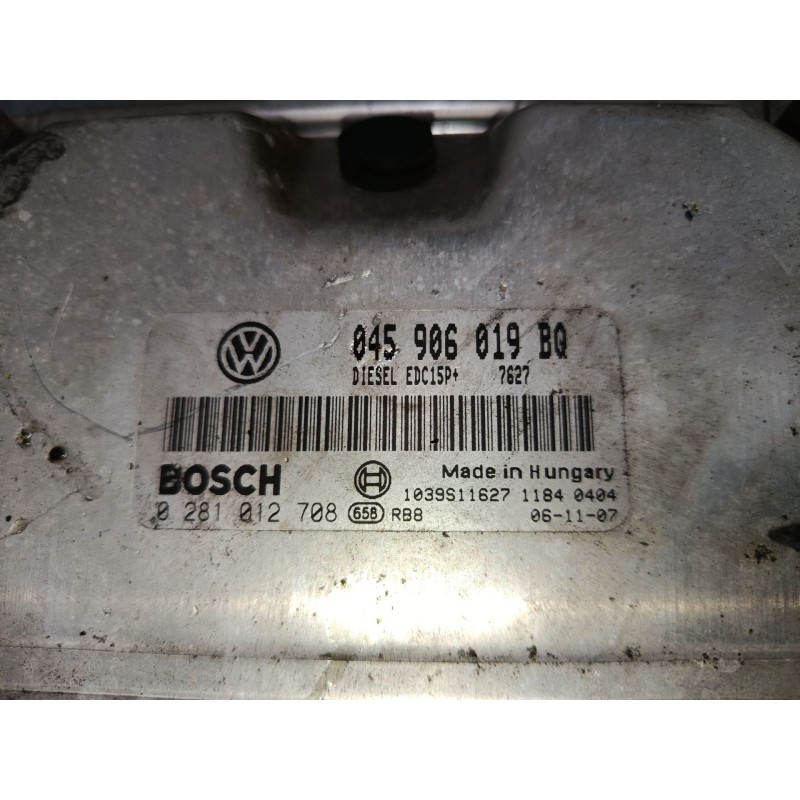 VW
045 906 019 BQ
DIESEL EDC15P+ 7627
BOSCH
Made in Hungary
1039S11627 1184 0404
0 281 012 708 658 RB8 06-11-07